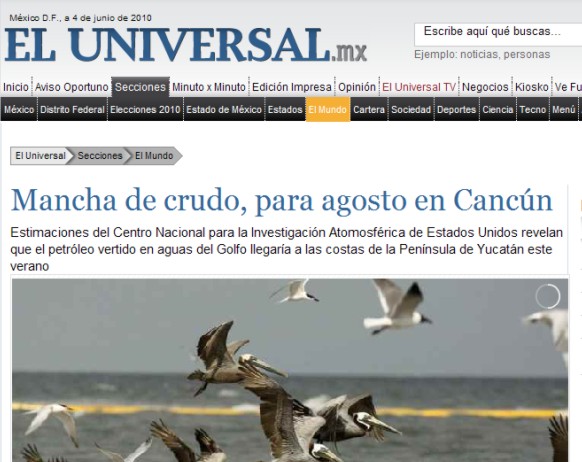 México D.F., a 4 de junio de 2010
EL UNIVERSAL.mx
Escribe aquí qué buscas...
Ejemplo: noticias, personas
Inicio Aviso Oportuno Secciones Minuto x Minuto Edición Impresa Opinión El Universal TV Negocios Kiosko Ve Fu
México Distrito Federal Elecciones 2010 Estado de México Estados El Mundo Cartera Sociedad Deportes Ciencia Tecno Menú
El Universal Secciones El Mundo
Mancha de crudo, para agosto en Cancún
Estimaciones del Centro Nacional para la Investigación Atomosférica de Estados Unidos revelan
que el petróleo vertido en aguas del Golfo llegaría a las costas de la Península de Yucatán este
verano